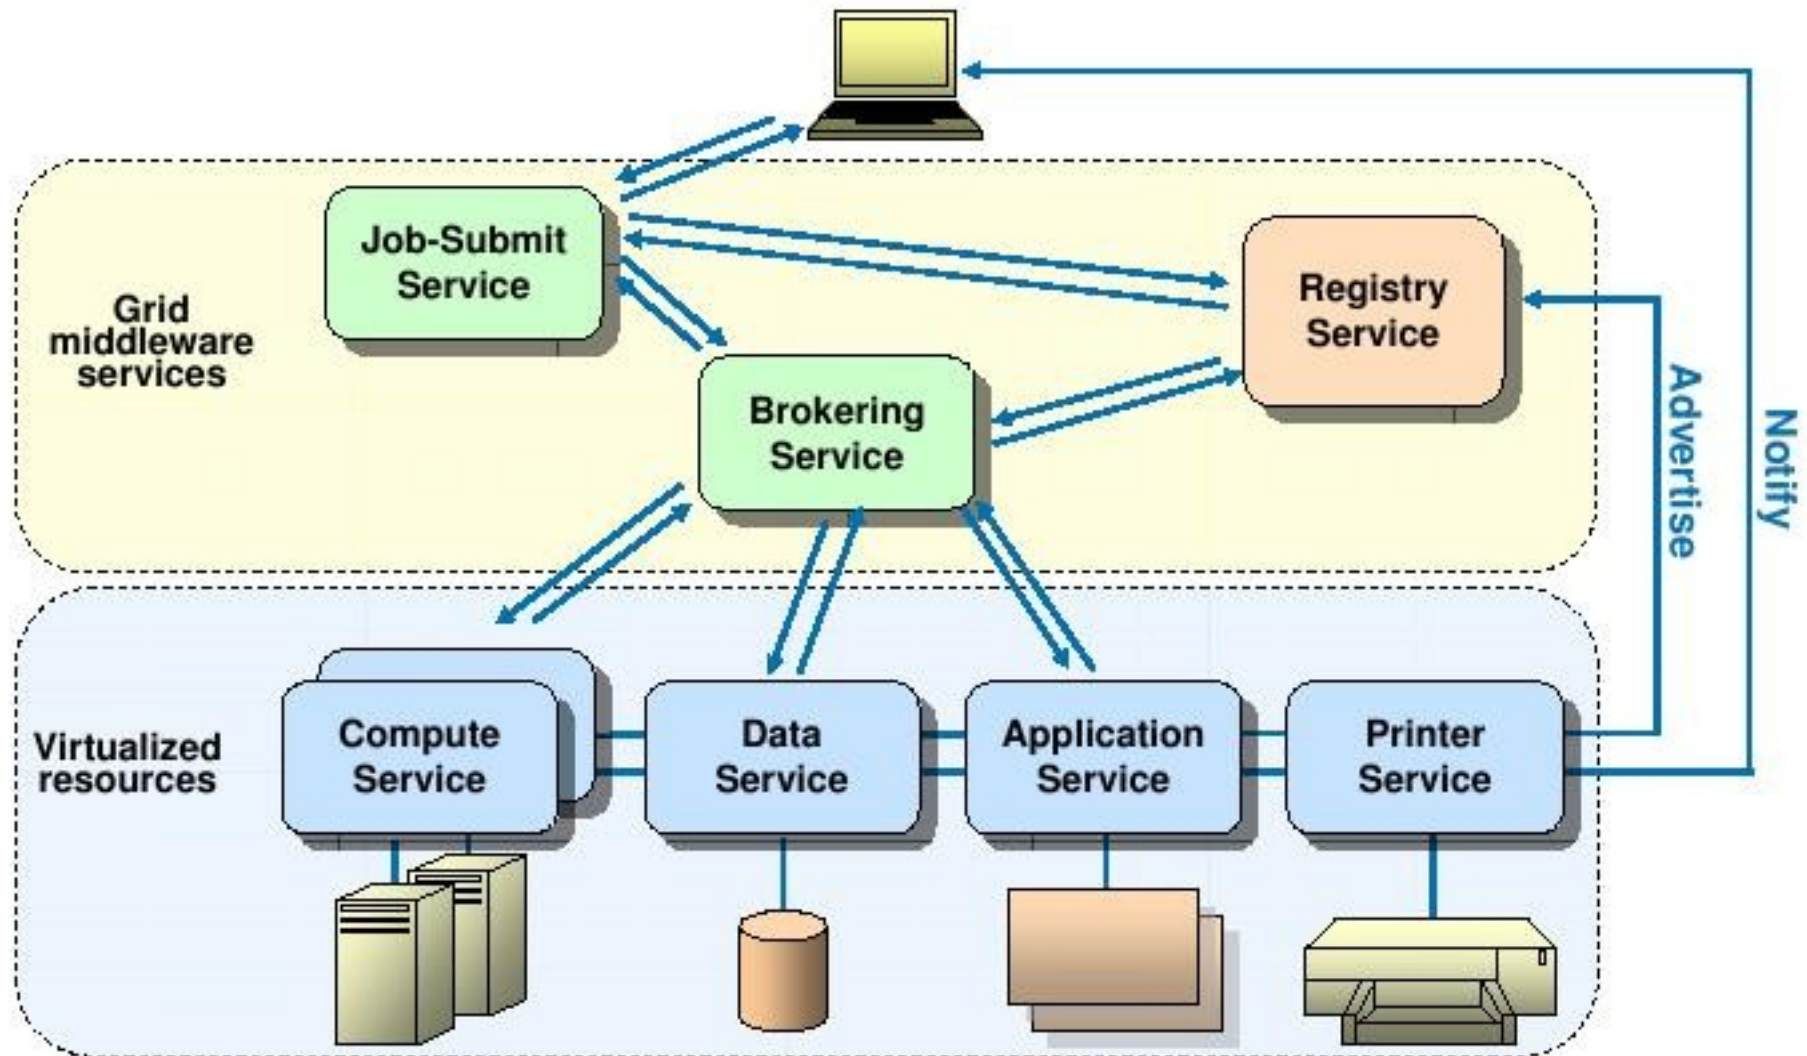 Job-Submit
Service
Grid
middleware
services
Registry
Service
Brokering
Service
Advertise
Notify
Virtualized
resources
Compute
Service
Data
Service
Application
Service
Printer
Service